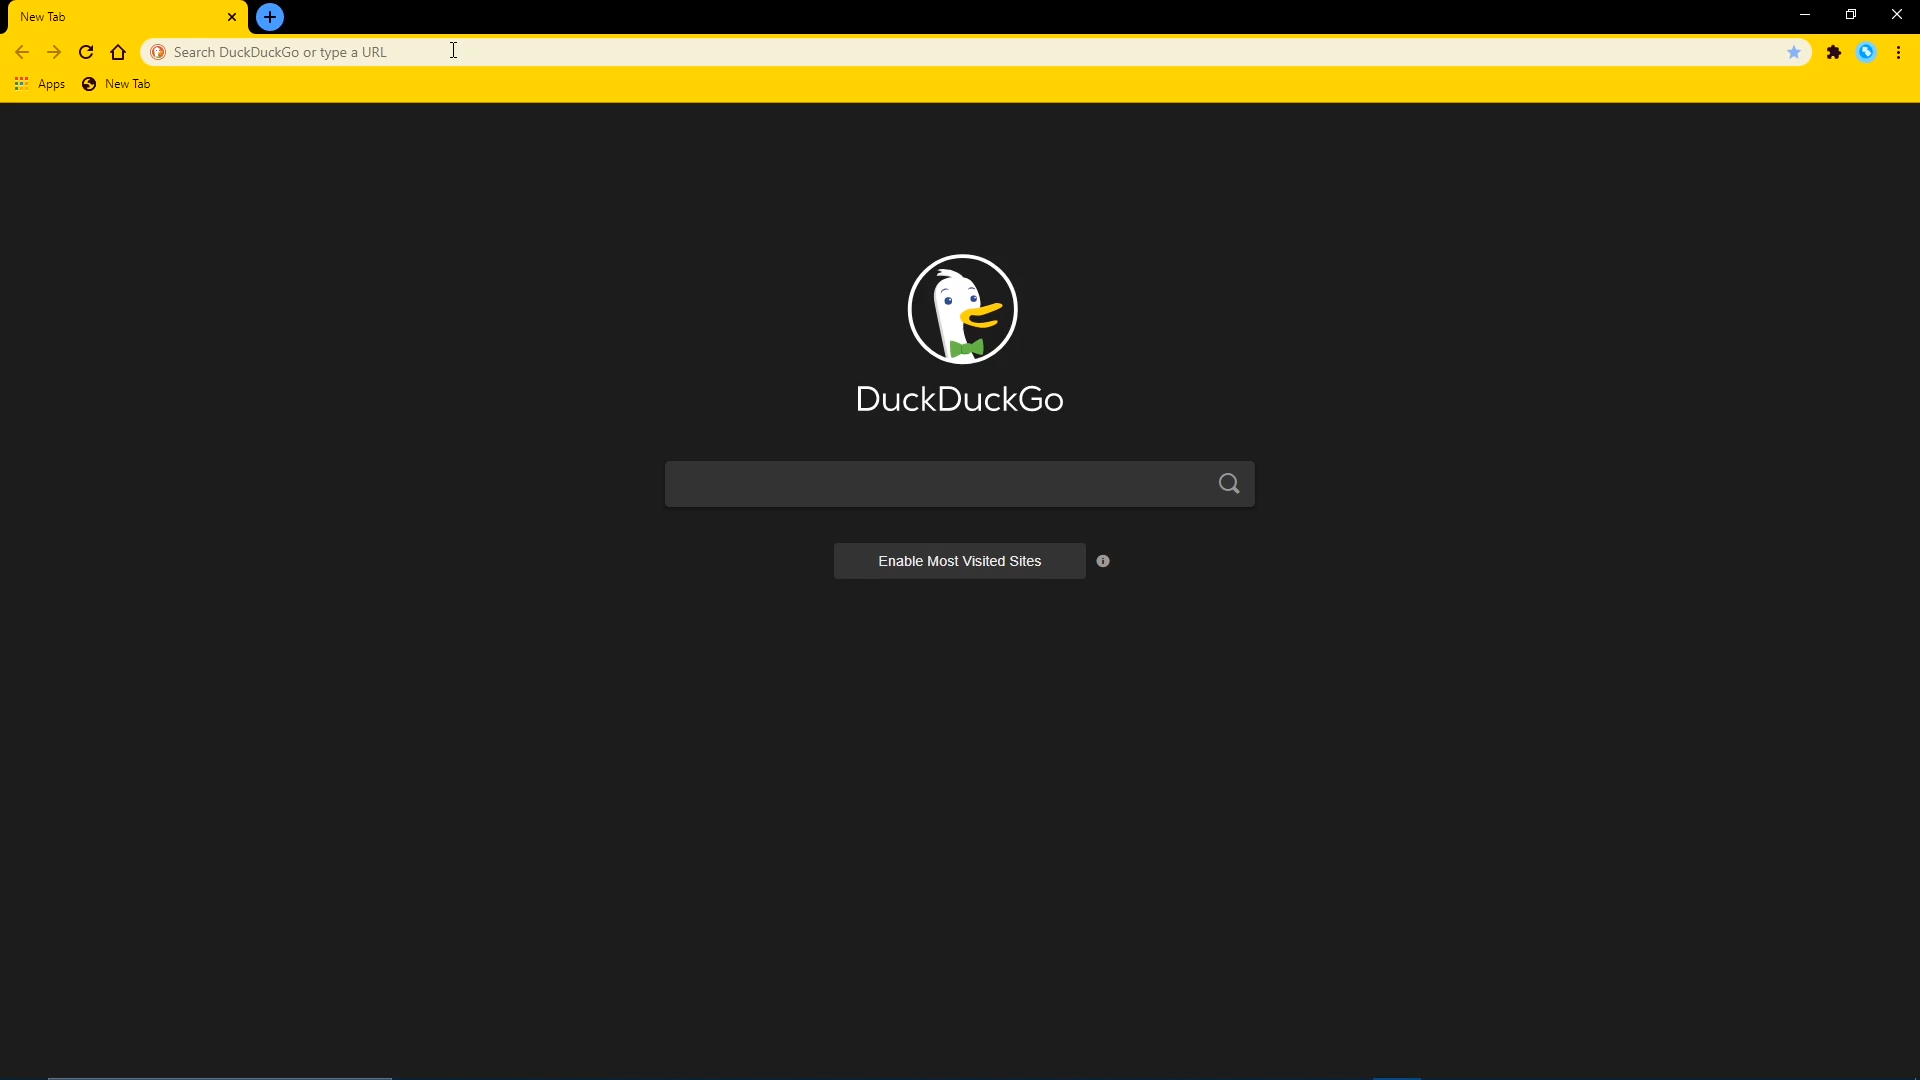 New Tab
Search DuckDuckGo or type a URL
Apps
New Tab
DuckDuckGo
Enable Most Visited Sites